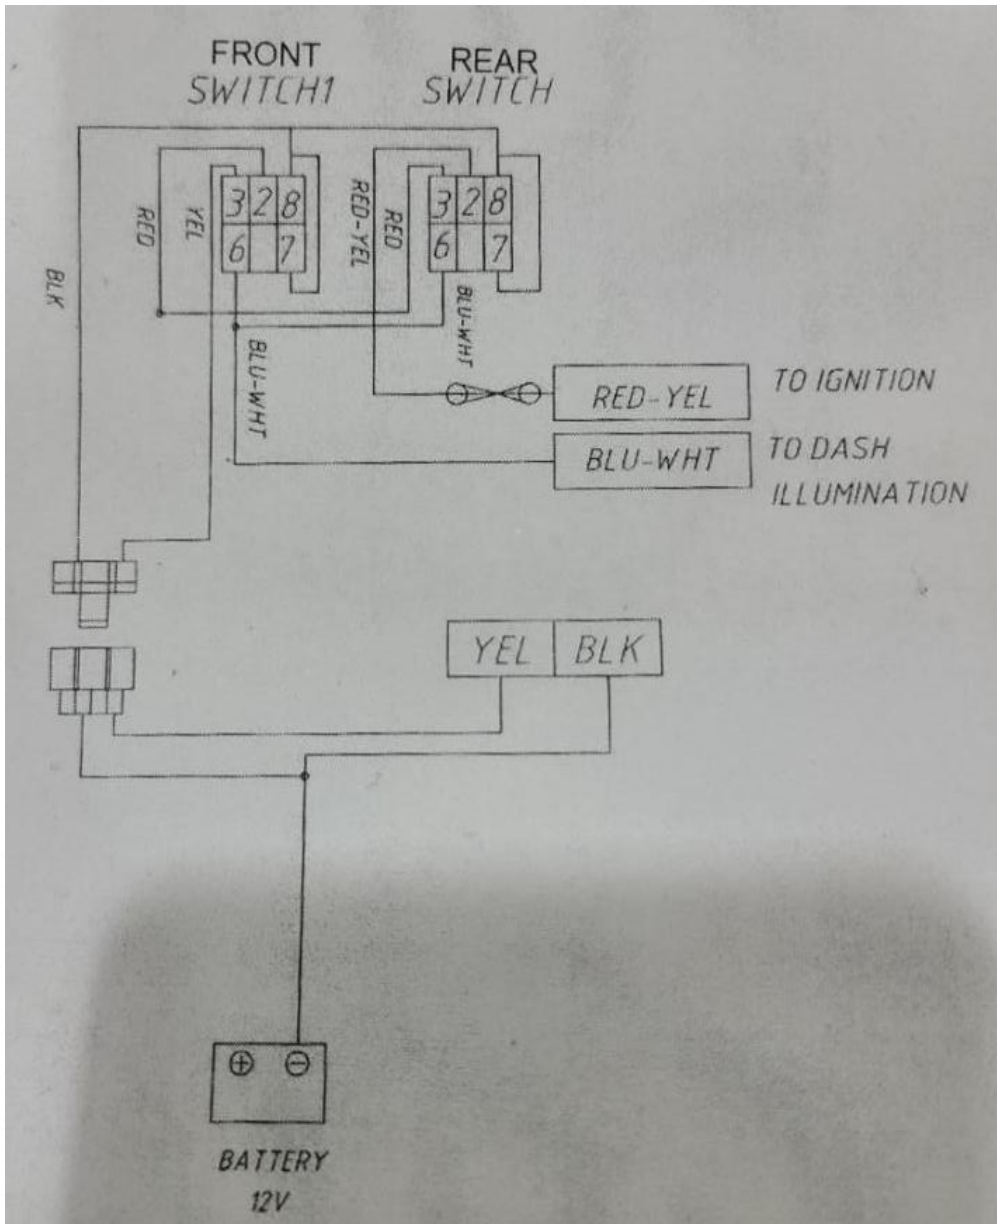 FRONT
SWITCH1
REAR
SWITCH
3 2 8
6 7
3 2 8
6 7
RED
YEL
RED-YEL
RED
BLK
BLU-WHT
BLU-WHT
RED-YEL
TO IGNITION
BLU-WHT
TO DASH
ILLUMINATION
YEL BLK
+ −
BATTERY
12V